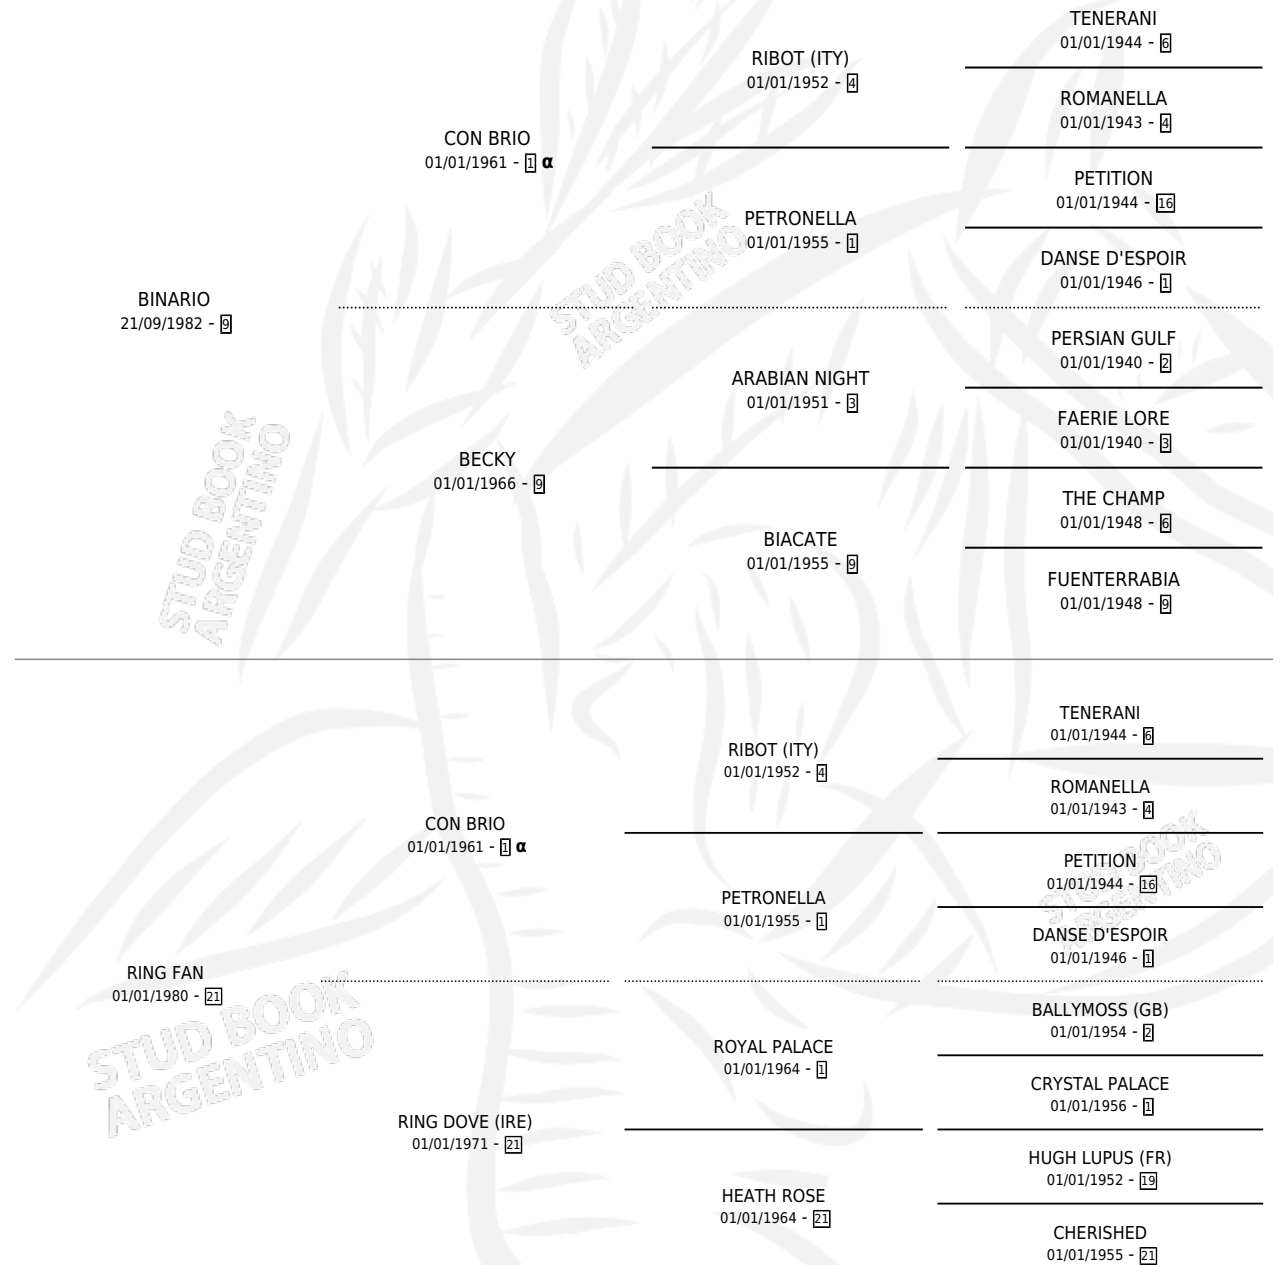 TENERANI
01/01/1944 - 6
RIBOT (ITY)
01/01/1952 - 4
ROMANELLA
01/01/1943 - 4
CON BRIO
01/01/1961 - 1 α
PETITION
01/01/1944 - 16
PETRONELLA
01/01/1955 - 1
DANSE D'ESPOIR
01/01/1946 - 1
BINARIO
21/09/1982 - 9
PERSIAN GULF
01/01/1940 - 2
ARABIAN NIGHT
01/01/1951 - 3
FAERIE LORE
01/01/1940 - 3
BECKY
01/01/1966 - 9
THE CHAMP
01/01/1948 - 6
BIACATE
01/01/1955 - 9
FUENTERRABIA
01/01/1948 - 9
STUD BOOK
ARGENTINO
STUD BOOK
ARGENTINO
TENERANI
01/01/1944 - 6
RIBOT (ITY)
01/01/1952 - 4
ROMANELLA
01/01/1943 - 4
CON BRIO
01/01/1961 - 1 α
PETITION
01/01/1944 - 16
PETRONELLA
01/01/1955 - 1
DANSE D'ESPOIR
01/01/1946 - 1
RING FAN
01/01/1980 - 21
BALLYMOSS (GB)
01/01/1954 - 2
ROYAL PALACE
01/01/1964 - 1
CRYSTAL PALACE
01/01/1956 - 1
RING DOVE (IRE)
01/01/1971 - 21
HUGH LUPUS (FR)
01/01/1952 - 19
HEATH ROSE
01/01/1964 - 21
CHERISHED
01/01/1955 - 21
STUD BOOK
ARGENTINO
STUD BOOK
ARGENTINO